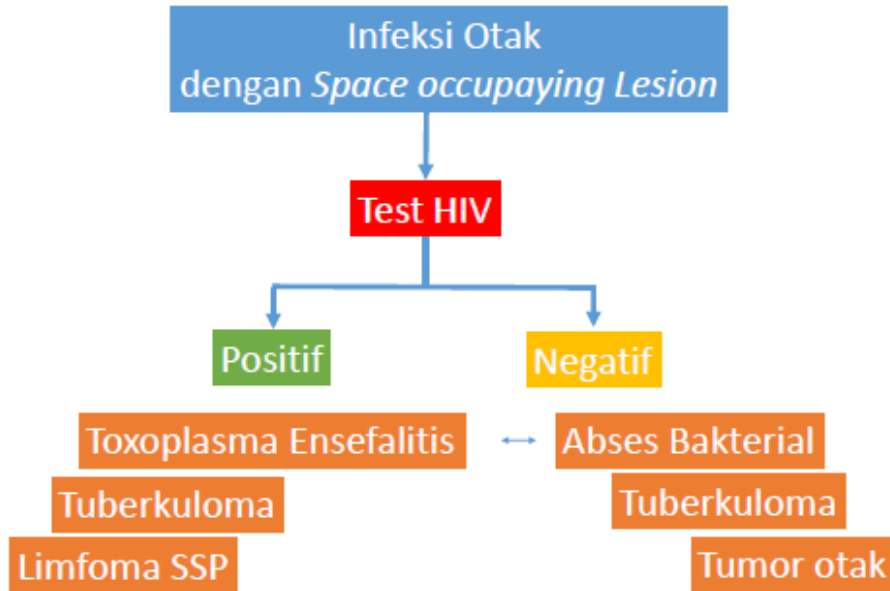 Infeksi Otak
dengan Space occupaying Lesion
Test HIV
Positif
Negatif
Toxoplasma Ensefalitis
Abses Bakterial
Tuberkuloma
Tuberkuloma
Limfoma SSP
Tumor otak